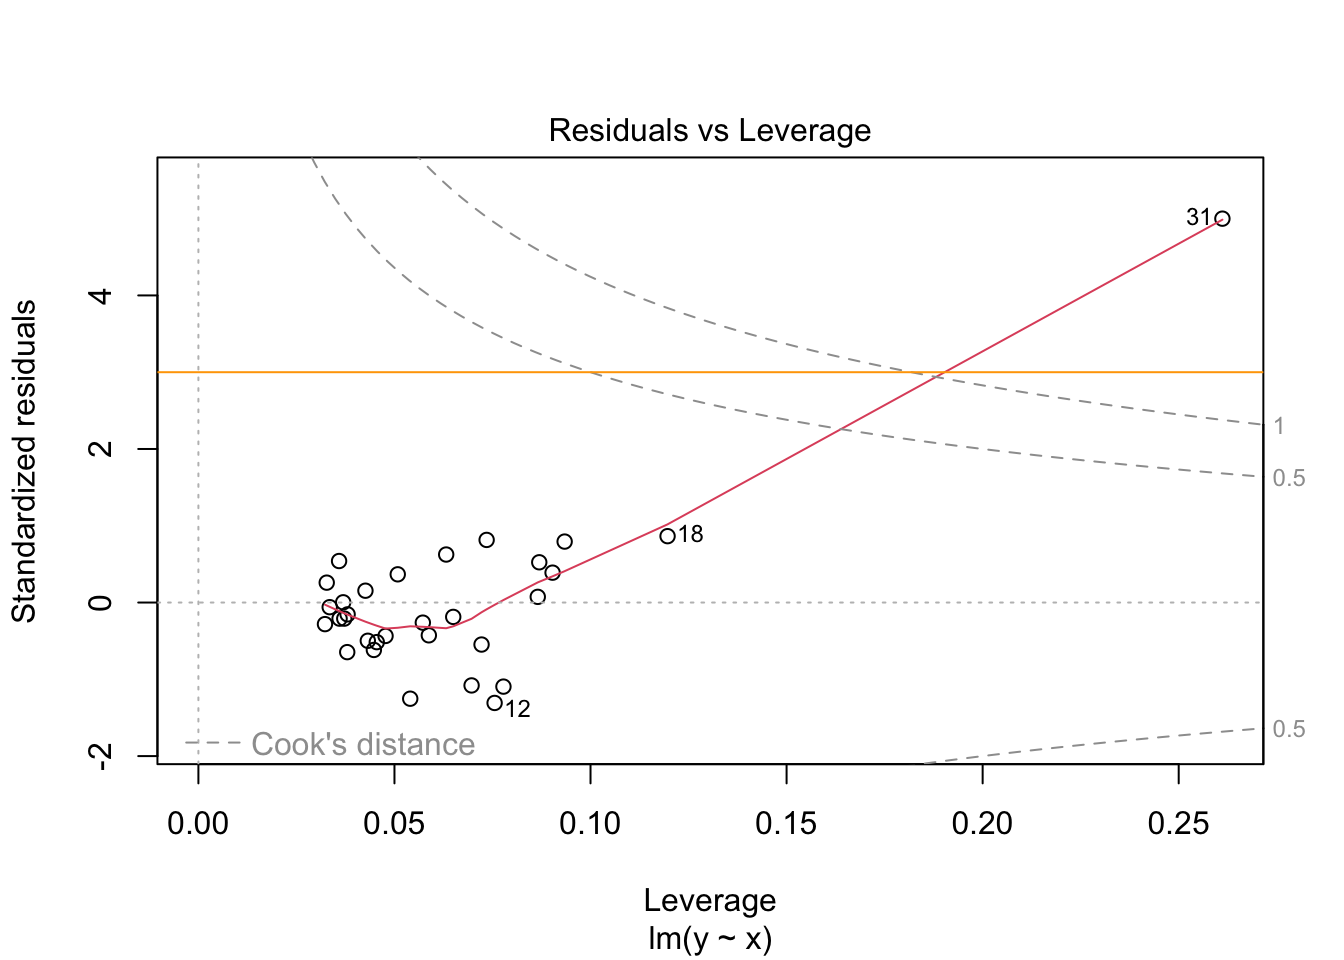 Residuals vs Leverage
Standardized residuals
4
2
0
-2
31
18
12
1
0.5
0.5
Cook's distance
0.00 0.05 0.10 0.15 0.20 0.25
Leverage
lm(y ~ x)